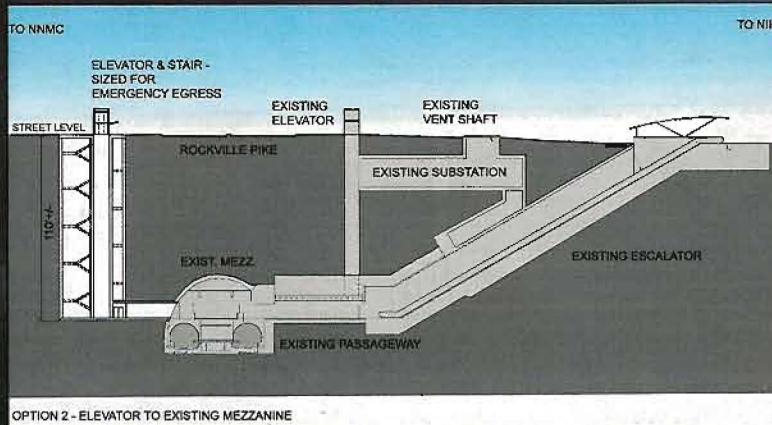 TO NNMC
TO NIH
ELEVATOR & STAIR -
SIZED FOR
EMERGENCY EGRESS
EXISTING
ELEVATOR
EXISTING
VENT SHAFT
STREET LEVEL
ROCKVILLE PIKE
EXISTING SUBSTATION
110'+/-
EXIST. MEZZ.
EXISTING ESCALATOR
EXISTING PASSAGEWAY
OPTION 2 - ELEVATOR TO EXISTING MEZZANINE